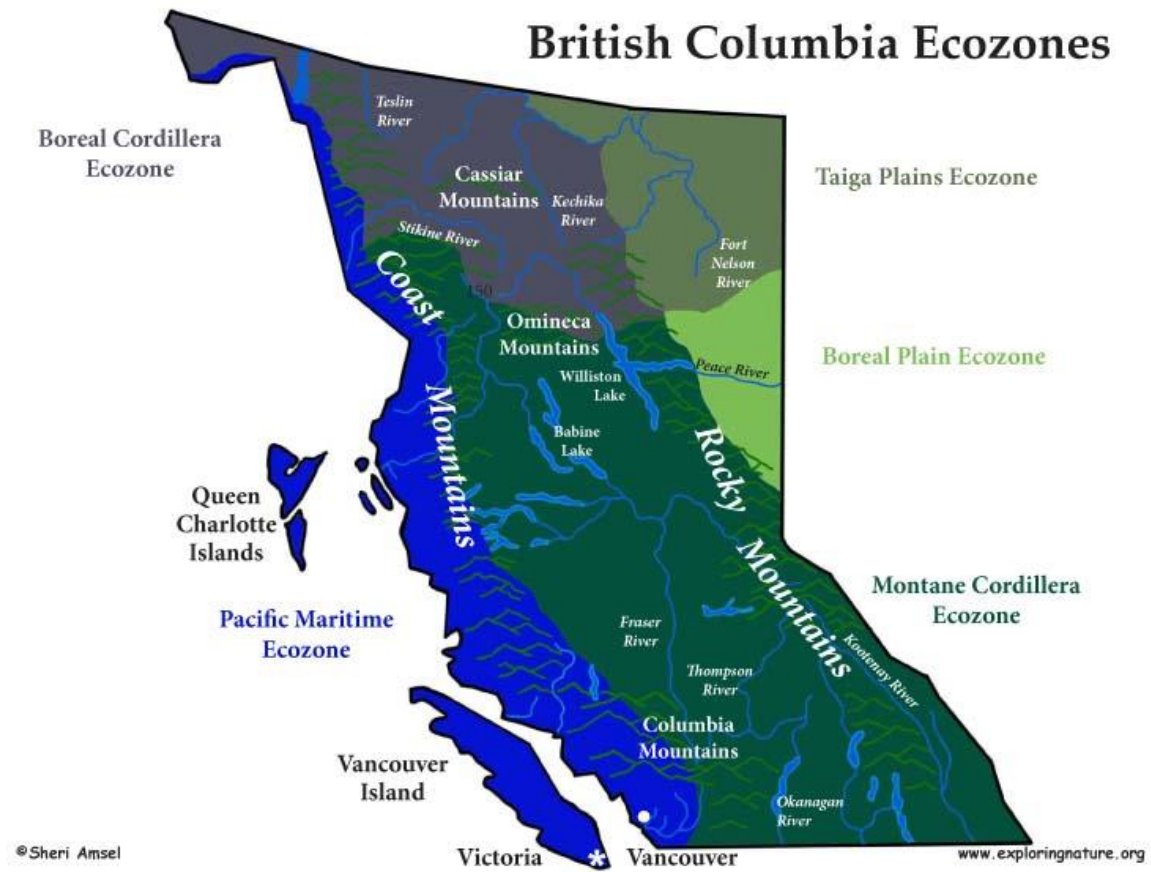 British Columbia Ecozones
Boreal Cordillera
Ecozone
Teslin
River
Cassiar
Mountains
Kechika
River
Taiga Plains Ecozone
Stikine River
Fort
Nelson
River
Coast
Mountains
150
Omineca
Mountains
Williston
Lake
Peace River
Boreal Plain Ecozone
Babine
Lake
Rocky
Mountains
Queen
Charlotte
Islands
Pacific Maritime
Ecozone
Montane Cordillera
Ecozone
Fraser
River
Thompson
River
Kootenay River
Columbia
Mountains
Vancouver
Island
Okanagan
River
Victoria
Vancouver
©Sheri Amsel
www.exploringnature.org